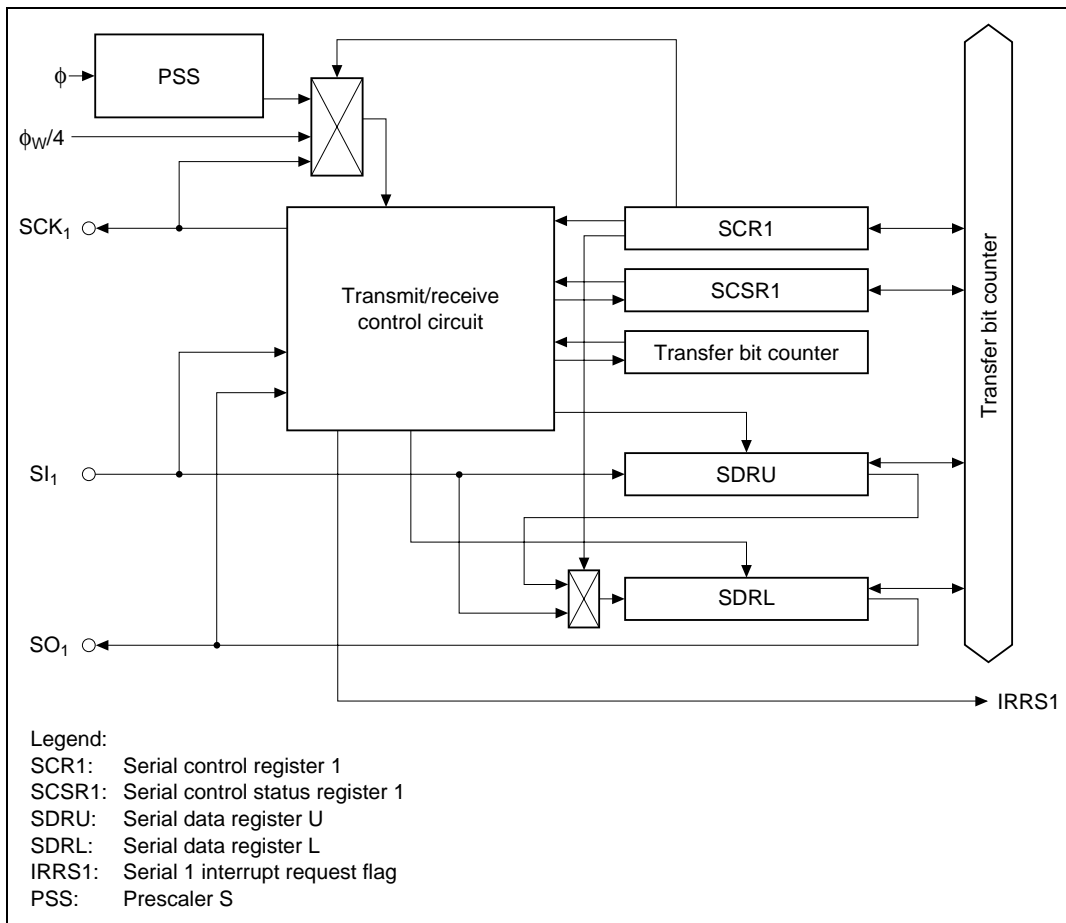 PSS
ϕ
ϕW/4
SCK1
SCR1
SCSR1
Transmit/receive
control circuit
Transfer bit counter
Transfer bit counter
SI1
SDRU
SDRL
SO1
IRRS1
Legend:
SCR1: Serial control register 1
SCSR1: Serial control status register 1
SDRU: Serial data register U
SDRL: Serial data register L
IRRS1: Serial 1 interrupt request flag
PSS: Prescaler S